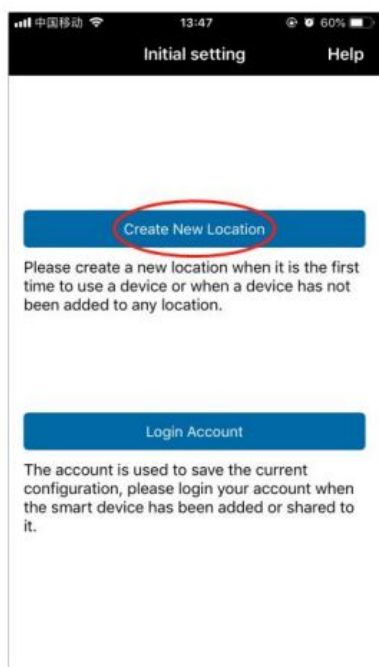 中国移动 13:47 60%
Initial setting Help
Create New Location
Please create a new location when it is the first
time to use a device or when a device has not
been added to any location.
Login Account
The account is used to save the current
configuration, please login your account when
the smart device has been added or shared to
it.